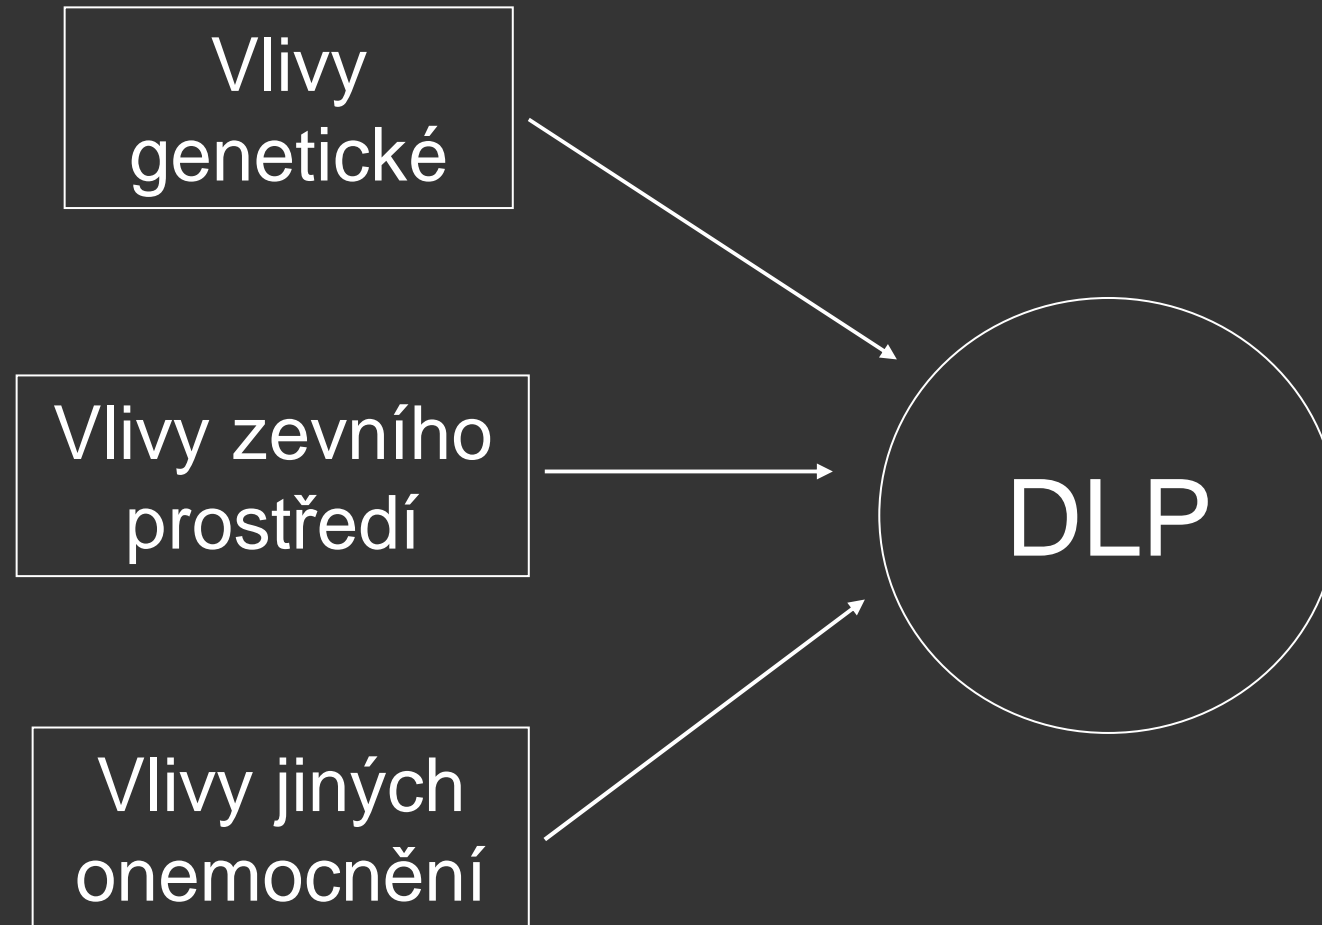 Vlivy
genetické
Vlivy zevního
prostředí
DLP
Vlivy jiných
onemocnění